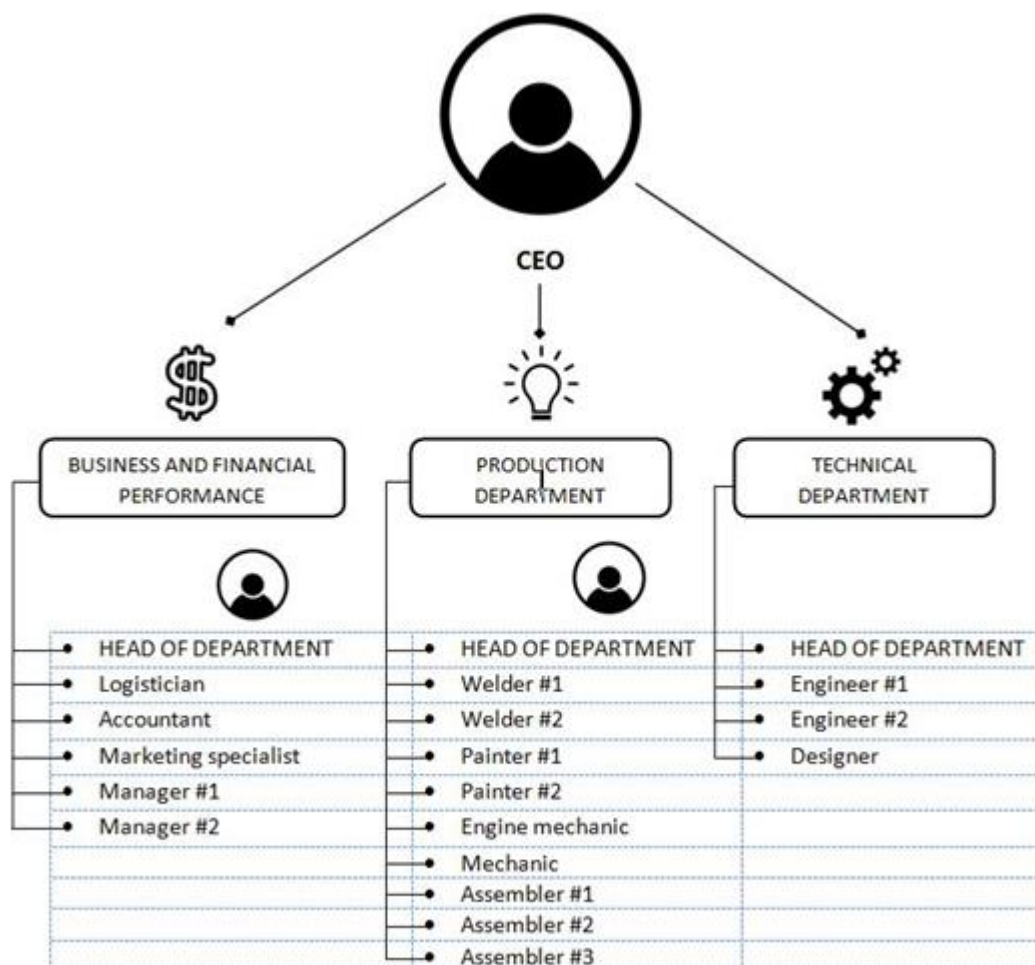 CEO
BUSINESS AND FINANCIAL
PERFORMANCE
PRODUCTION
DEPARTMENT
TECHNICAL
DEPARTMENT
HEAD OF DEPARTMENT
Logistician
Accountant
Marketing specialist
Manager #1
Manager #2
HEAD OF DEPARTMENT
Welder #1
Welder #2
Painter #1
Painter #2
Engine mechanic
Mechanic
Assembler #1
Assembler #2
Assembler #3
HEAD OF DEPARTMENT
Engineer #1
Engineer #2
Designer